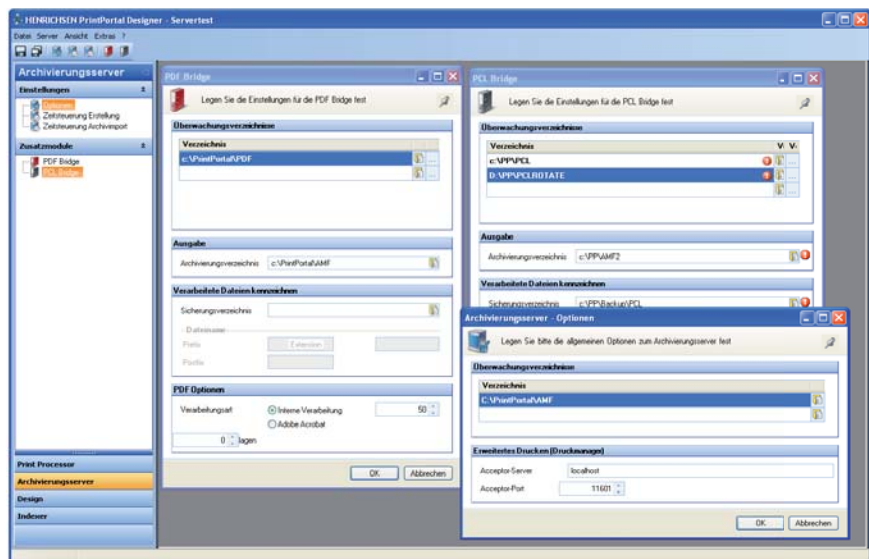 HENRICHSEN PrintPortal Designer - Servertest
Datei Server Ansicht Extras ?
Archivierungsserver
Einstellungen
Optionen
Zeitsteuerung Erstellung
Zeitsteuerung Archivimport
Zusatzmodule
PDF Bridge
PCL Bridge
Print Processor
Archivierungsserver
Design
Indexer
PDF Bridge
Legen Sie die Einstellungen für die PDF Bridge fest
Überwachungsverzeichnisse
Verzeichnis
c:\PrintPortal\PDF
Ausgabe
Archivierungsverzeichnis c:\PrintPortal\AMF
Verarbeitete Dateien kennzeichnen
Sicherungsverzeichnis
Dateiname
Prefix Extension
Postfix
PDF Optionen
Verarbeitungsart Interne Verarbeitung 50
Adobe Acrobat
0 lagen
OK Abbrechen
PCL Bridge
Legen Sie die Einstellungen für die PCL Bridge fest
Überwachungsverzeichnisse
Verzeichnis V V
c:\PP\PCL
D:\PP\PCLROTATE
Ausgabe
Archivierungsverzeichnis c:\PP\AMF2
Verarbeitete Dateien kennzeichnen
Sicherungsverzeichnis c:\PP\Backup\PCL
Archivierungsserver - Optionen
Legen Sie bitte die allgemeinen Optionen zum Archivierungsserver fest
Überwachungsverzeichnisse
Verzeichnis
C:\PrintPortal\AMF
Erweitertes Drucken (Druckmanager)
Acceptor-Server localhost
Acceptor-Port 11601
OK Abbrechen